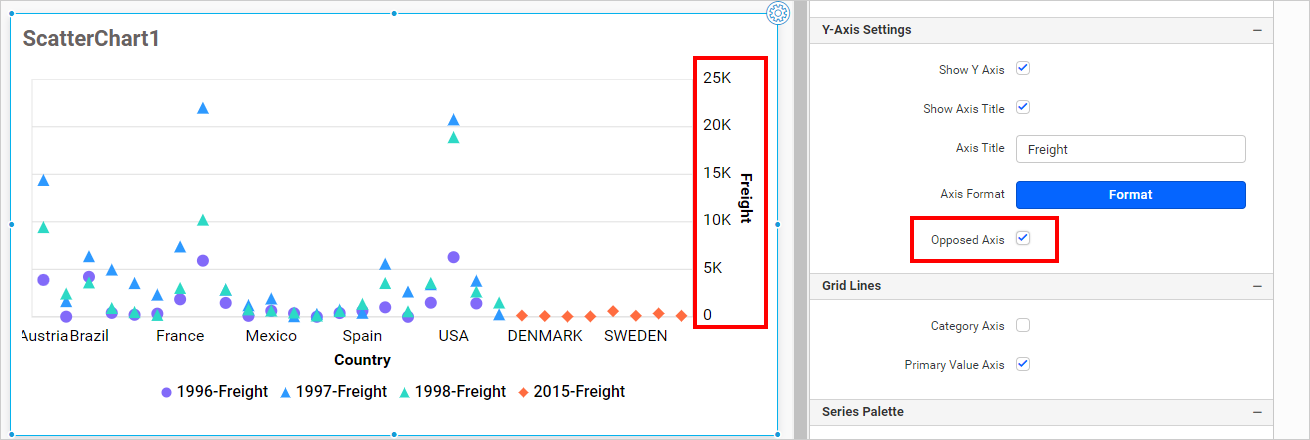 ScatterChart1
25K
20K
15K
10K
5K
0
Freight
Austria Brazil France Mexico Spain USA DENMARK SWEDEN
Country
1996-Freight 1997-Freight 1998-Freight 2015-Freight
Y-Axis Settings
Show Y Axis
Show Axis Title
Axis Title Freight
Axis Format Format
Opposed Axis
Grid Lines
Category Axis
Primary Value Axis
Series Palette